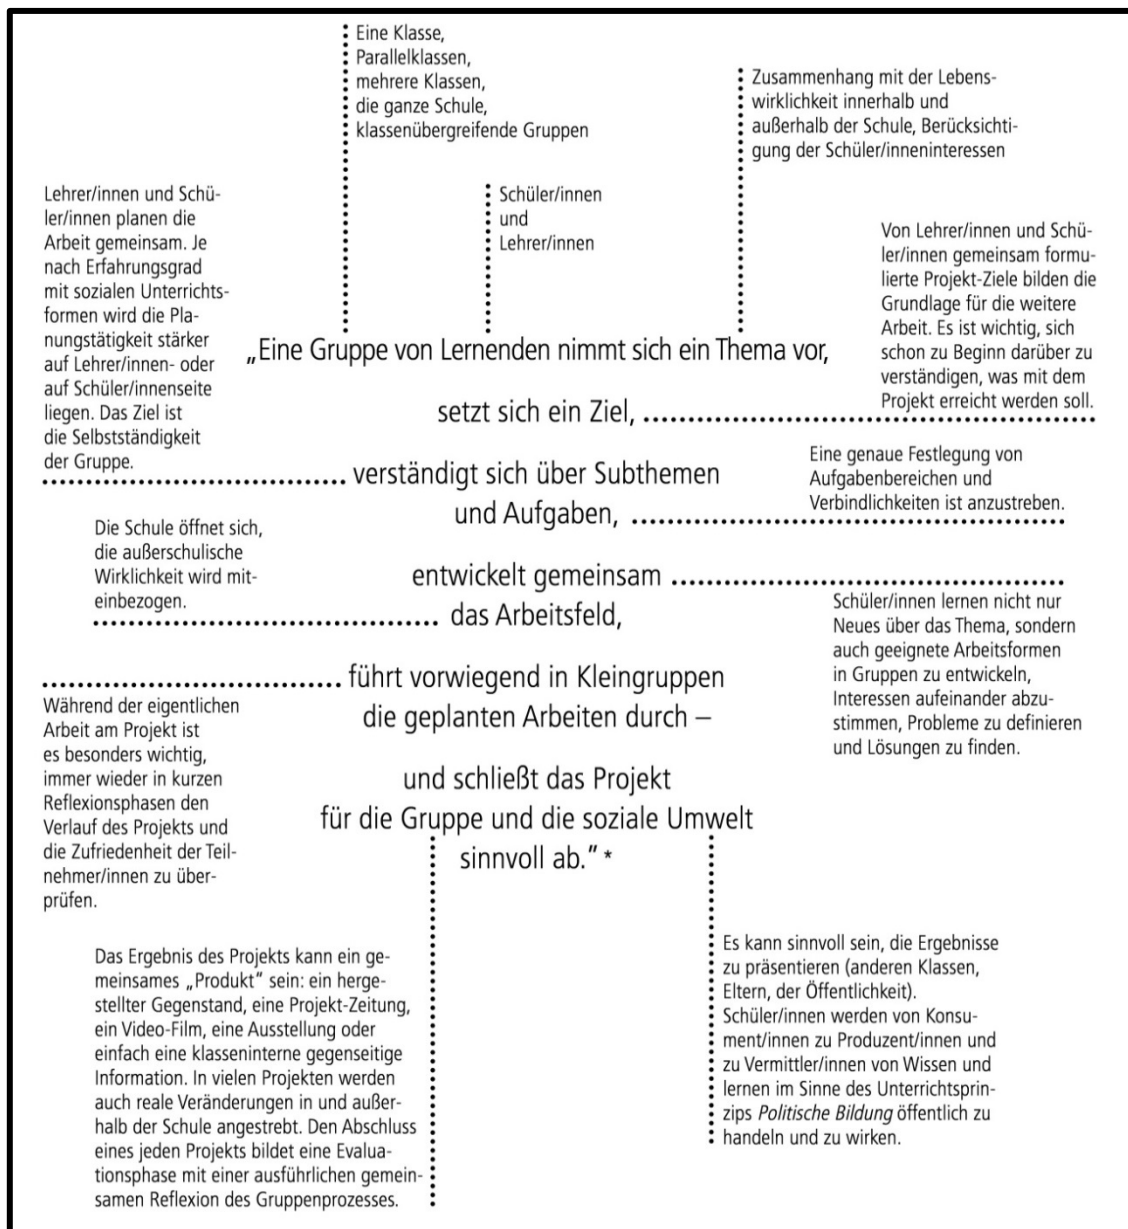 Eine Klasse,
Parallelklassen,
mehrere Klassen,
die ganze Schule,
klassenübergreifende Gruppen
Zusammenhang mit der Lebens-
wirklichkeit innerhalb und
außerhalb der Schule, Berücksichti-
gung der Schüler/inneninteressen
Lehrer/innen und Schü-
ler/innen planen die
Arbeit gemeinsam. Je
nach Erfahrungsgrad
mit sozialen Unterrichts-
formen wird die Pla-
nungstätigkeit stärker
auf Lehrer/innen- oder
auf Schüler/innenseite
liegen. Das Ziel ist
die Selbstständigkeit
der Gruppe.
Schüler/innen
und
Lehrer/innen
Von Lehrer/innen und Schü-
ler/innen gemeinsam formu-
lierte Projekt-Ziele bilden die
Grundlage für die weitere
Arbeit. Es ist wichtig, sich
schon zu Beginn darüber zu
verständigen, was mit dem
Projekt erreicht werden soll.
„Eine Gruppe von Lernenden nimmt sich ein Thema vor,
setzt sich ein Ziel,
verständigt sich über Subthemen
und Aufgaben,
Eine genaue Festlegung von
Aufgabenbereichen und
Verbindlichkeiten ist anzustreben.
Die Schule öffnet sich,
die außerschulische
Wirklichkeit wird mit-
einbezogen.
entwickelt gemeinsam
das Arbeitsfeld,
Schüler/innen lernen nicht nur
Neues über das Thema, sondern
auch geeignete Arbeitsformen
in Gruppen zu entwickeln,
Interessen aufeinander abzu-
stimmen, Probleme zu definieren
und Lösungen zu finden.
führt vorwiegend in Kleingruppen
die geplanten Arbeiten durch –
Während der eigentlichen
Arbeit am Projekt ist
es besonders wichtig,
immer wieder in kurzen
Reflexionsphasen den
Verlauf des Projekts und
die Zufriedenheit der Teil-
nehmer/innen zu über-
prüfen.
und schließt das Projekt
für die Gruppe und die soziale Umwelt
sinnvoll ab.” *
Das Ergebnis des Projekts kann ein ge-
meinsames „Produkt” sein: ein herge-
stellter Gegenstand, eine Projekt-Zeitung,
ein Video-Film, eine Ausstellung oder
einfach eine klasseninterne gegenseitige
Information. In vielen Projekten werden
auch reale Veränderungen in und außer-
halb der Schule angestrebt. Den Abschluss
eines jeden Projekts bildet eine Evalua-
tionsphase mit einer ausführlichen gemein-
samen Reflexion des Gruppenprozesses.
Es kann sinnvoll sein, die Ergebnisse
zu präsentieren (anderen Klassen,
Eltern, der Öffentlichkeit).
Schüler/innen werden von Konsu-
ment/innen zu Produzent/innen und
zu Vermittler/innen von Wissen und
lernen im Sinne des Unterrichtsprin-
zips Politische Bildung öffentlich zu
handeln und zu wirken.